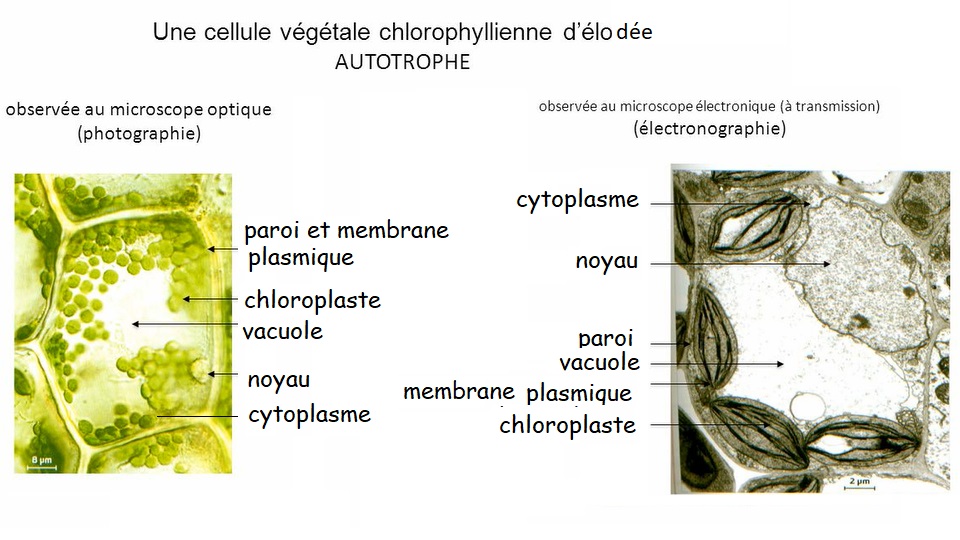 Une cellule végétale chlorophyllienne d'élodée
AUTOTROPHE
observée au microscope optique
(photographie)
observée au microscope électronique (à transmission)
(électronographie)
paroi et membrane
plasmique
chloroplaste
vacuole
noyau
cytoplasme
8 µm
cytoplasme
noyau
paroi
vacuole
membrane plasmique
chloroplaste
2 µm